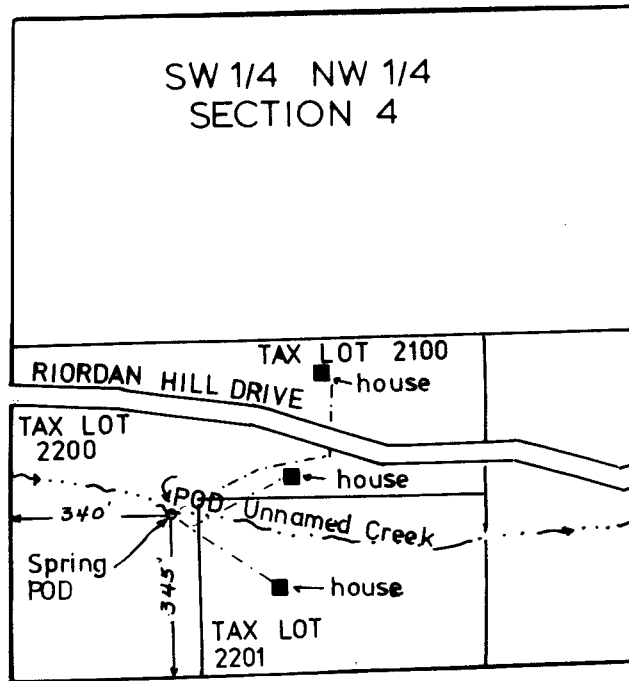 SW 1/4 NW 1/4
SECTION 4
TAX LOT 2100
RIORDAN HILL DRIVE
house
TAX LOT
2200
house
POD Unnamed Creek
340'
Spring
POD
345'
house
TAX LOT
2201